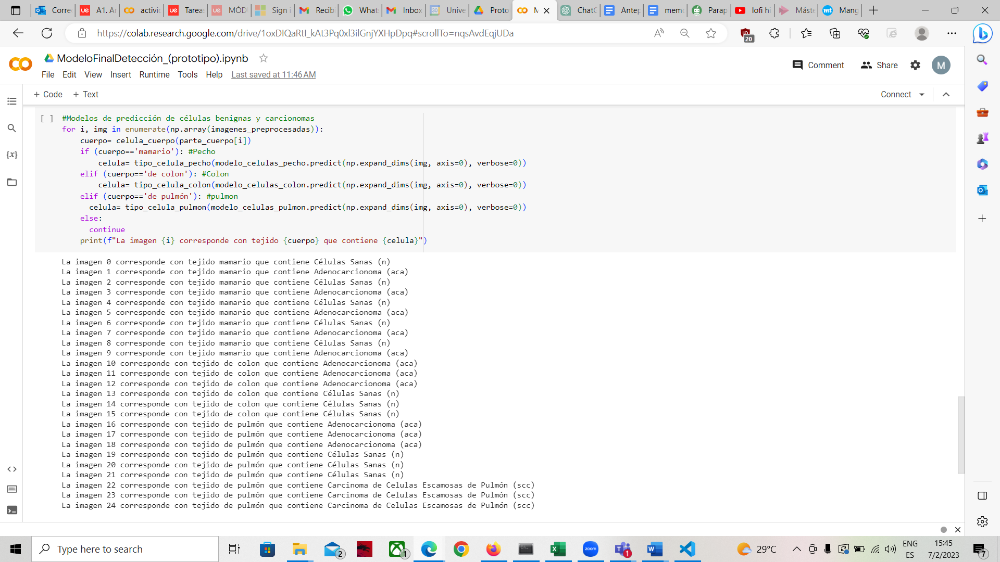 Corre
A1. Ar
activic
Tarea
MÓD
Sign i
Recib
What
Inbox
Unive
Proto
M
ChatG
Antep
memo
Parap
lofi hi
Máste
Mang
https://colab.research.google.com/drive/1oxDIQaRtI_kAt3Pq0xI3ilGnjYXHpDpq#scrollTo=nqsAvdEqjUDa
20
ModeloFinalDetección_(prototipo).ipynb
File Edit View Insert Runtime Tools Help Last saved at 11:46 AM
Comment Share M
+ Code + Text
Connect
[ ] #Modelos de predicción de células benignas y carcionomas
for i, img in enumerate(np.array(imagenes_preprocesadas)):
cuerpo= celula_cuerpo(parte_cuerpo[i])
if (cuerpo=='mamario'): #Pecho
celula= tipo_celula_pecho(modelo_celulas_pecho.predict(np.expand_dims(img, axis=0), verbose=0))
elif (cuerpo=='de colon'): #Colon
celula= tipo_celula_colon(modelo_celulas_colon.predict(np.expand_dims(img, axis=0), verbose=0))
elif (cuerpo=='de pulmón'): #pulmon
celula= tipo_celula_pulmon(modelo_celulas_pulmon.predict(np.expand_dims(img, axis=0), verbose=0))
else:
continue
print(f"La imagen {i} corresponde con tejido {cuerpo} que contiene {celula}")
La imagen 0 corresponde con tejido mamario que contiene Células Sanas (n)
La imagen 1 corresponde con tejido mamario que contiene Adenocarcionoma (aca)
La imagen 2 corresponde con tejido mamario que contiene Células Sanas (n)
La imagen 3 corresponde con tejido mamario que contiene Adenocarcionoma (aca)
La imagen 4 corresponde con tejido mamario que contiene Células Sanas (n)
La imagen 5 corresponde con tejido mamario que contiene Adenocarcionoma (aca)
La imagen 6 corresponde con tejido mamario que contiene Células Sanas (n)
La imagen 7 corresponde con tejido mamario que contiene Adenocarcionoma (aca)
La imagen 8 corresponde con tejido mamario que contiene Células Sanas (n)
La imagen 9 corresponde con tejido mamario que contiene Adenocarcionoma (aca)
La imagen 10 corresponde con tejido de colon que contiene Adenocarcionoma (aca)
La imagen 11 corresponde con tejido de colon que contiene Adenocarcionoma (aca)
La imagen 12 corresponde con tejido de colon que contiene Adenocarcionoma (aca)
La imagen 13 corresponde con tejido de colon que contiene Células Sanas (n)
La imagen 14 corresponde con tejido de colon que contiene Células Sanas (n)
La imagen 15 corresponde con tejido de colon que contiene Células Sanas (n)
La imagen 16 corresponde con tejido de pulmón que contiene Adenocarcionoma (aca)
La imagen 17 corresponde con tejido de pulmón que contiene Adenocarcionoma (aca)
La imagen 18 corresponde con tejido de pulmón que contiene Adenocarcionoma (aca)
La imagen 19 corresponde con tejido de pulmón que contiene Células Sanas (n)
La imagen 20 corresponde con tejido de pulmón que contiene Células Sanas (n)
La imagen 21 corresponde con tejido de pulmón que contiene Células Sanas (n)
La imagen 22 corresponde con tejido de pulmón que contiene Carcinoma de Celulas Escamosas de Pulmón (scc)
La imagen 23 corresponde con tejido de pulmón que contiene Carcinoma de Celulas Escamosas de Pulmón (scc)
La imagen 24 corresponde con tejido de pulmón que contiene Carcinoma de Celulas Escamosas de Pulmón (scc)
Type here to search
2
1
zoom
1
29°C
ENG
ES
15:45
7/2/2023
7